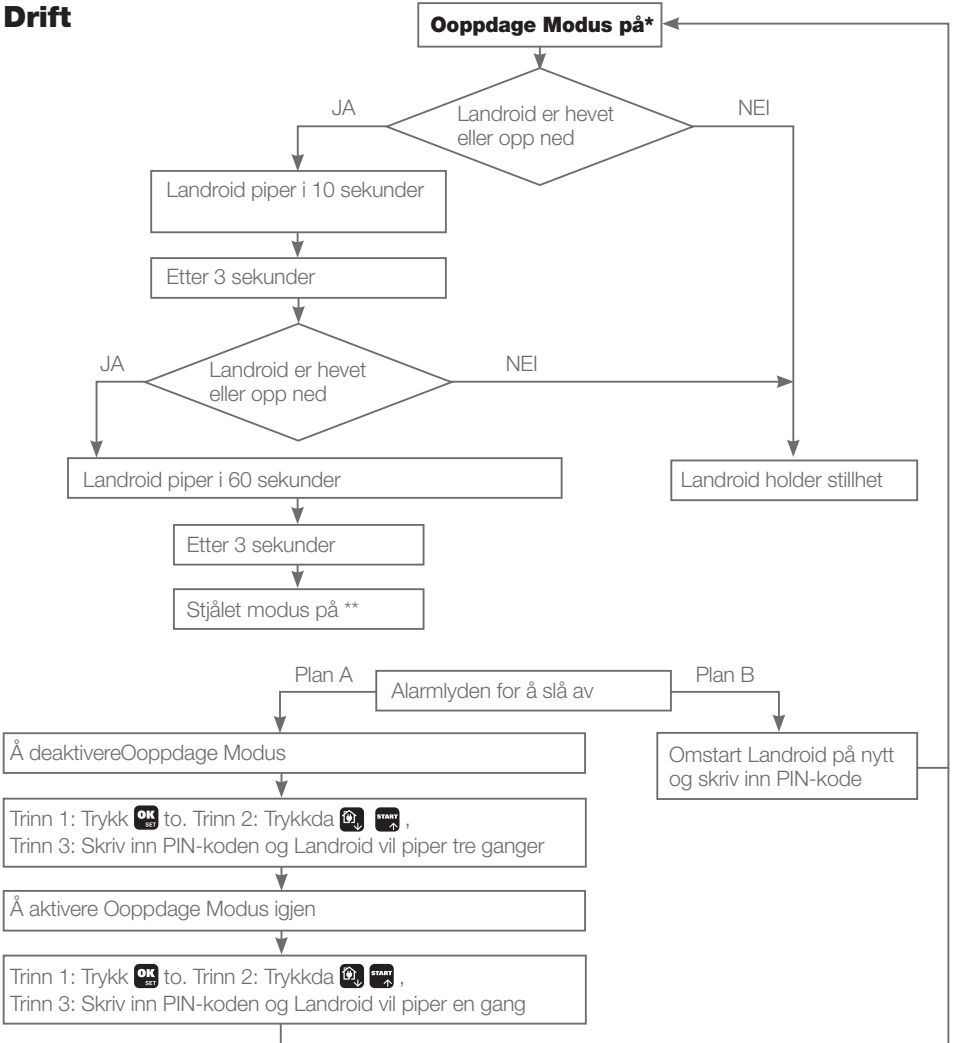 Drift
Ooppdage Modus på*
JA
NEI
Landroid er hevet
eller opp ned
Landroid piper i 10 sekunder
Etter 3 sekunder
JA
NEI
Landroid er hevet
eller opp ned
Landroid piper i 60 sekunder
Landroid holder stillhet
Etter 3 sekunder
Stjålet modus på **
Plan A
Alarmlyden for å slå av
Plan B
Å deaktivereOoppdage Modus
Omstart Landroid på nytt
og skriv inn PIN-kode
Trinn 1: Trykk OK SET to. Trinn 2: Trykkda START ,
Trinn 3: Skriv inn PIN-koden og Landroid vil piper tre ganger
Å aktivere Ooppdage Modus igjen
Trinn 1: Trykk OK SET to. Trinn 2: Trykkda START ,
Trinn 3: Skriv inn PIN-koden og Landroid vil piper en gang